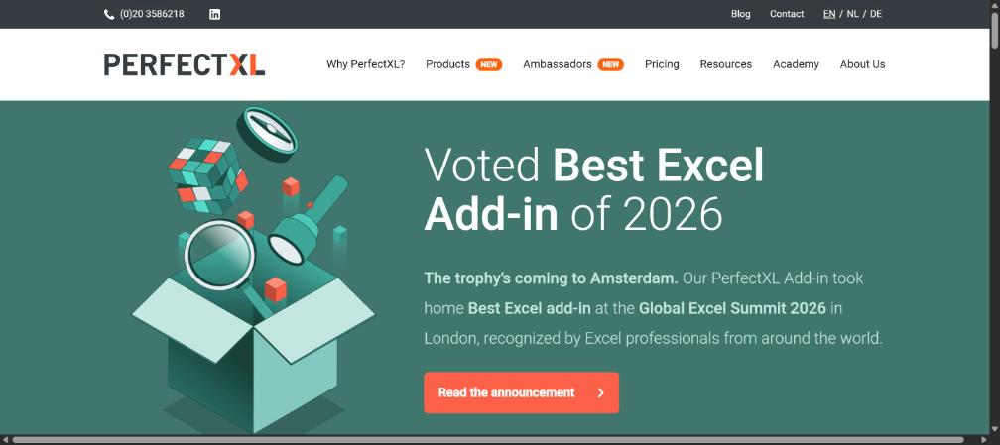 (0)20 3586218
Blog Contact EN / NL / DE
PERFECTXL
Why PerfectXL? Products NEW Ambassadors NEW Pricing Resources Academy About Us
Voted Best Excel
Add-in of 2026
The trophy's coming to Amsterdam. Our PerfectXL Add-in took
home Best Excel add-in at the Global Excel Summit 2026 in
London, recognized by Excel professionals from around the world.
Read the announcement